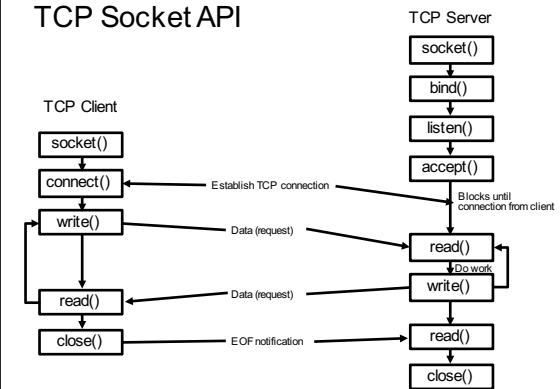 TCP Socket API
TCP Server
socket()
bind()
listen()
accept()
Blocks until
connection from client
read()
Do work
write()
read()
close()
TCP Client
socket()
connect()
write()
read()
close()
Establish TCP connection
Data (request)
Data (request)
EOF notification